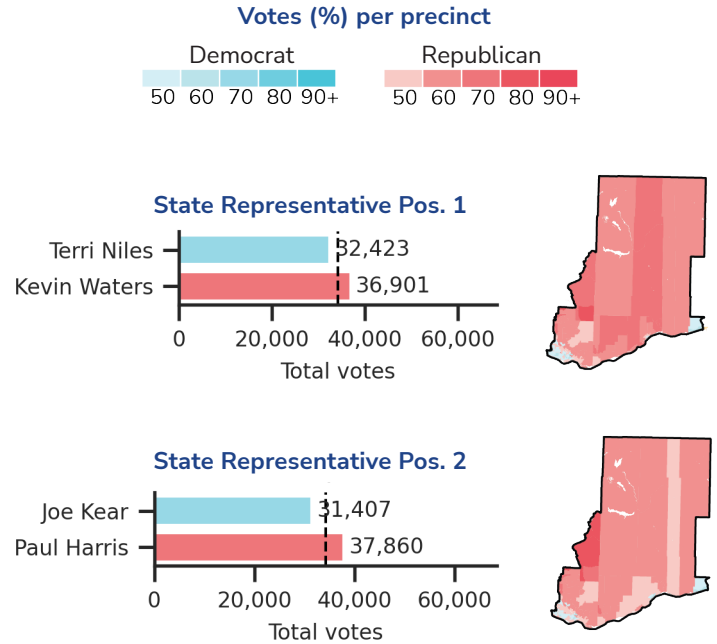 Votes (%) per precinct
Democrat Republican
50 60 70 80 90+ 50 60 70 80 90+
State Representative Pos. 1
Terri Niles 32,423
Kevin Waters 36,901
0 20,000 40,000 60,000
Total votes
State Representative Pos. 2
Joe Kear 31,407
Paul Harris 37,860
0 20,000 40,000 60,000
Total votes